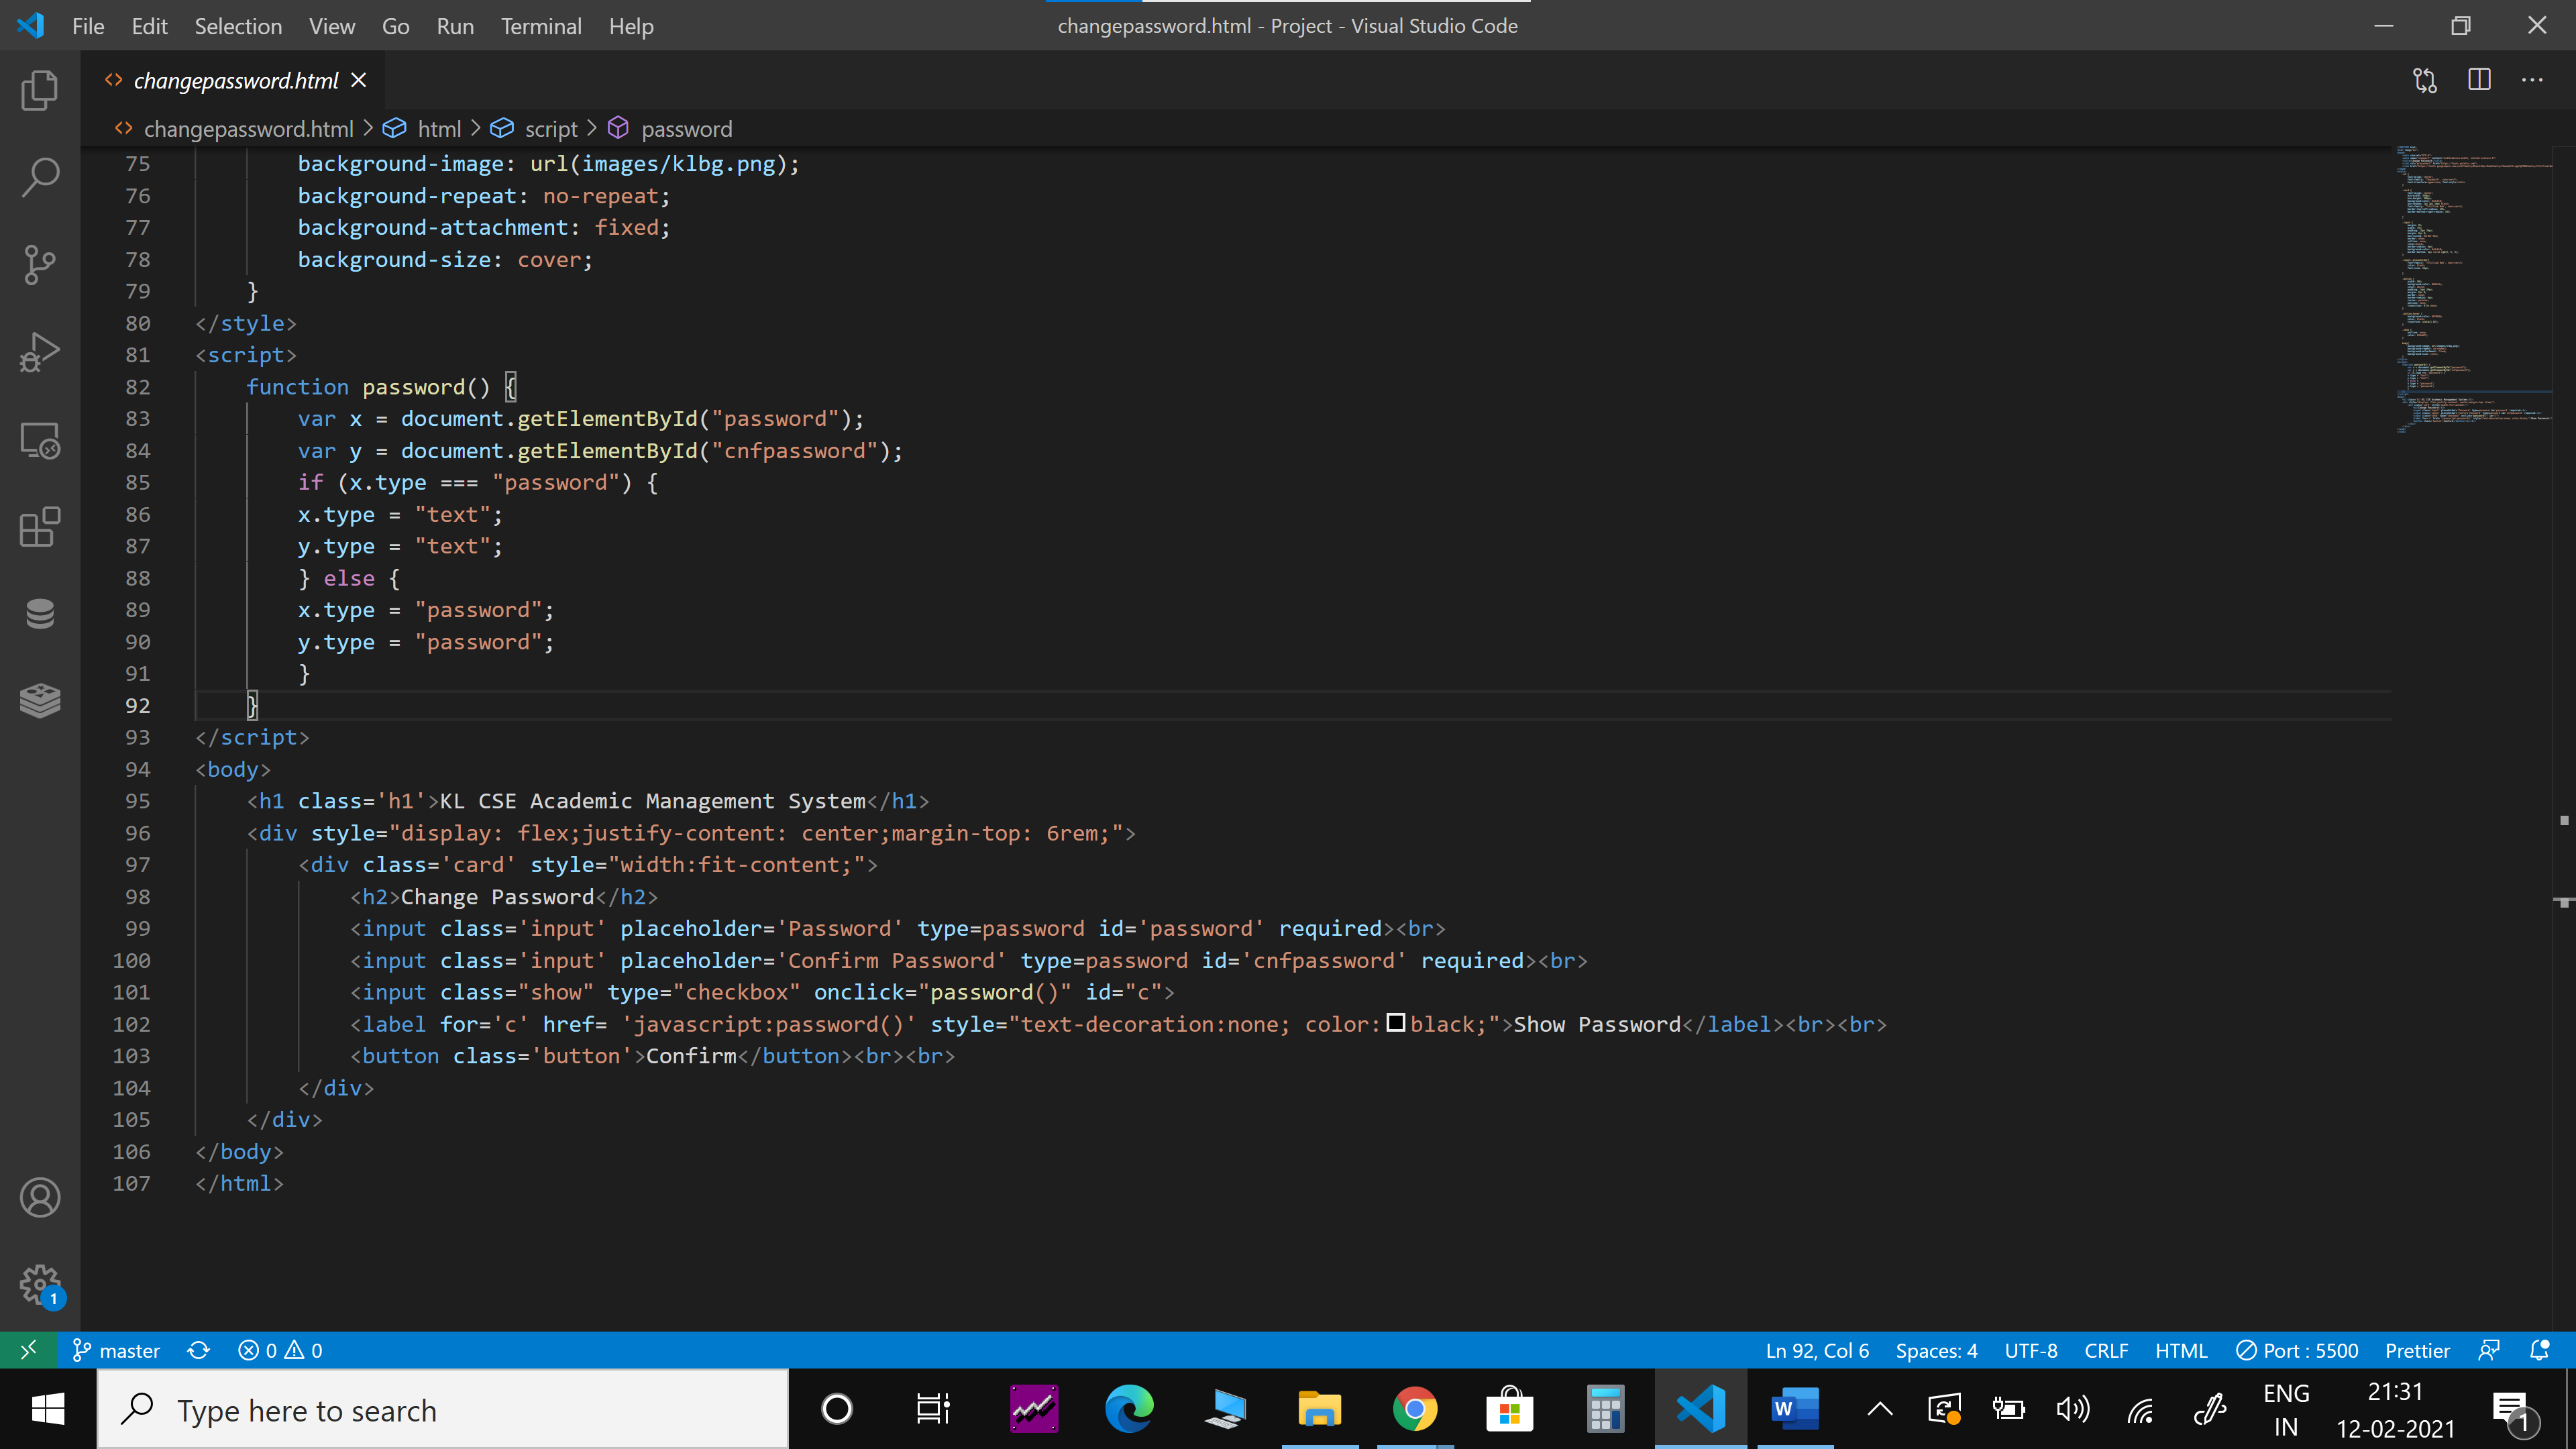 File Edit Selection View Go Run Terminal Help
changepassword.html - Project - Visual Studio Code
changepassword.html
changepassword.html > html > script > password
75 background-image: url(images/klbg.png);
76 background-repeat: no-repeat;
77 background-attachment: fixed;
78 background-size: cover;
79 }
80 </style>
81 <script>
82 function password() {
83 var x = document.getElementById("password");
84 var y = document.getElementById("cnfpassword");
85 if (x.type === "password") {
86 x.type = "text";
87 y.type = "text";
88 } else {
89 x.type = "password";
90 y.type = "password";
91 }
92 }
93 </script>
94 <body>
95 <h1 class='h1'>KL CSE Academic Management System</h1>
96 <div style="display: flex;justify-content: center;margin-top: 6rem;">
97 <div class='card' style="width:fit-content;">
98 <h2>Change Password</h2>
99 <input class='input' placeholder='Password' type=password id='password' required><br>
100 <input class='input' placeholder='Confirm Password' type=password id='cnfpassword' required><br>
101 <input class="show" type="checkbox" onclick="password()" id="c">
102 <label for='c' href= 'javascript:password()' style="text-decoration:none; color:black;">Show Password</label><br><br>
103 <button class='button'>Confirm</button><br><br>
104 </div>
105 </div>
106 </body>
107 </html>
1
master 0 0 Ln 92, Col 6 Spaces: 4 UTF-8 CRLF HTML Port : 5500 Prettier
Type here to search
W
ENG
IN
21:31
12-02-2021
1